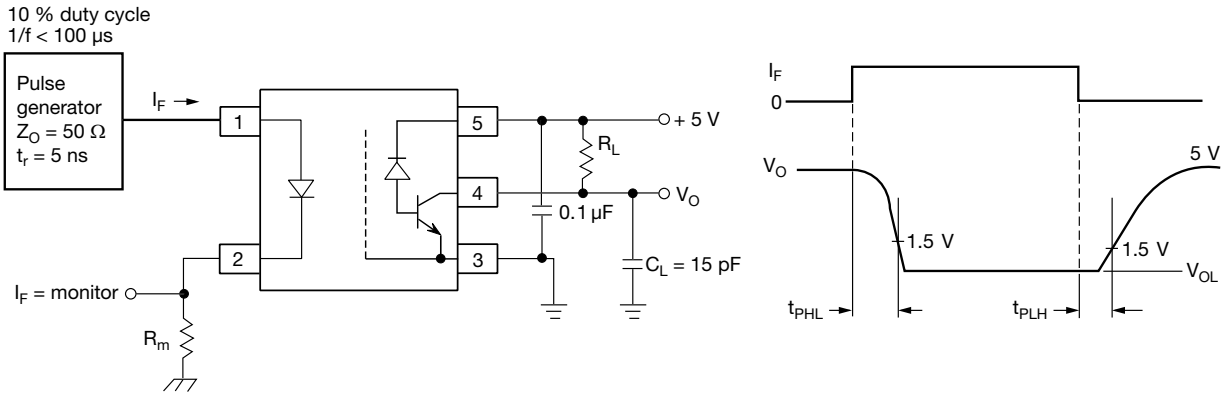 10 % duty cycle
1/f < 100 µs
Pulse
generator
Z_O = 50 Ω
t_r = 5 ns
I_F
1
2
5
4
3
+ 5 V
R_L
V_O
0.1 µF
C_L = 15 pF
I_F = monitor
R_m
I_F
0
V_O
5 V
1.5 V
1.5 V
V_OL
t_PHL
t_PLH